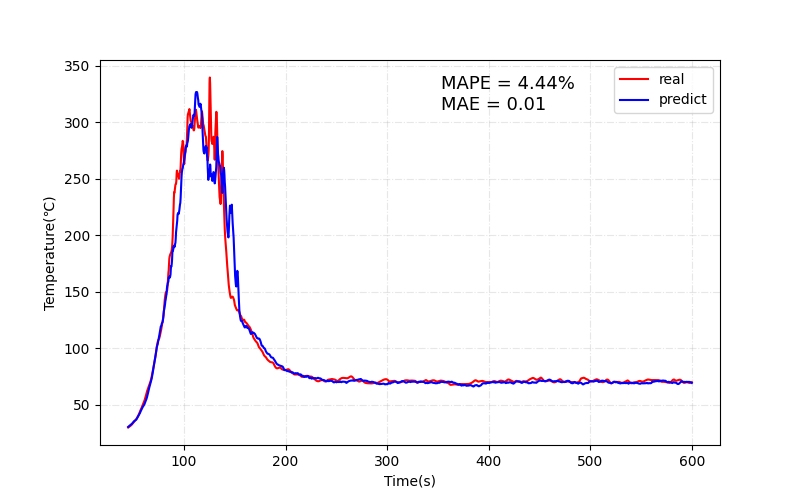 MAPE = 4.44%
MAE = 0.01
real
predict
350
300
250
200
150
100
50
Temperature(℃)
100 200 300 400 500 600
Time(s)